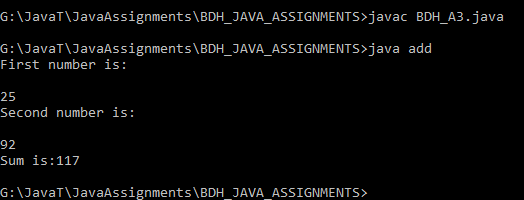 G:\JavaT\JavaAssignments\BDH_JAVA_ASSIGNMENTS>javac BDH_A3.java
G:\JavaT\JavaAssignments\BDH_JAVA_ASSIGNMENTS>java add
First number is:
25
Second number is:
92
Sum is:117
G:\JavaT\JavaAssignments\BDH_JAVA_ASSIGNMENTS>